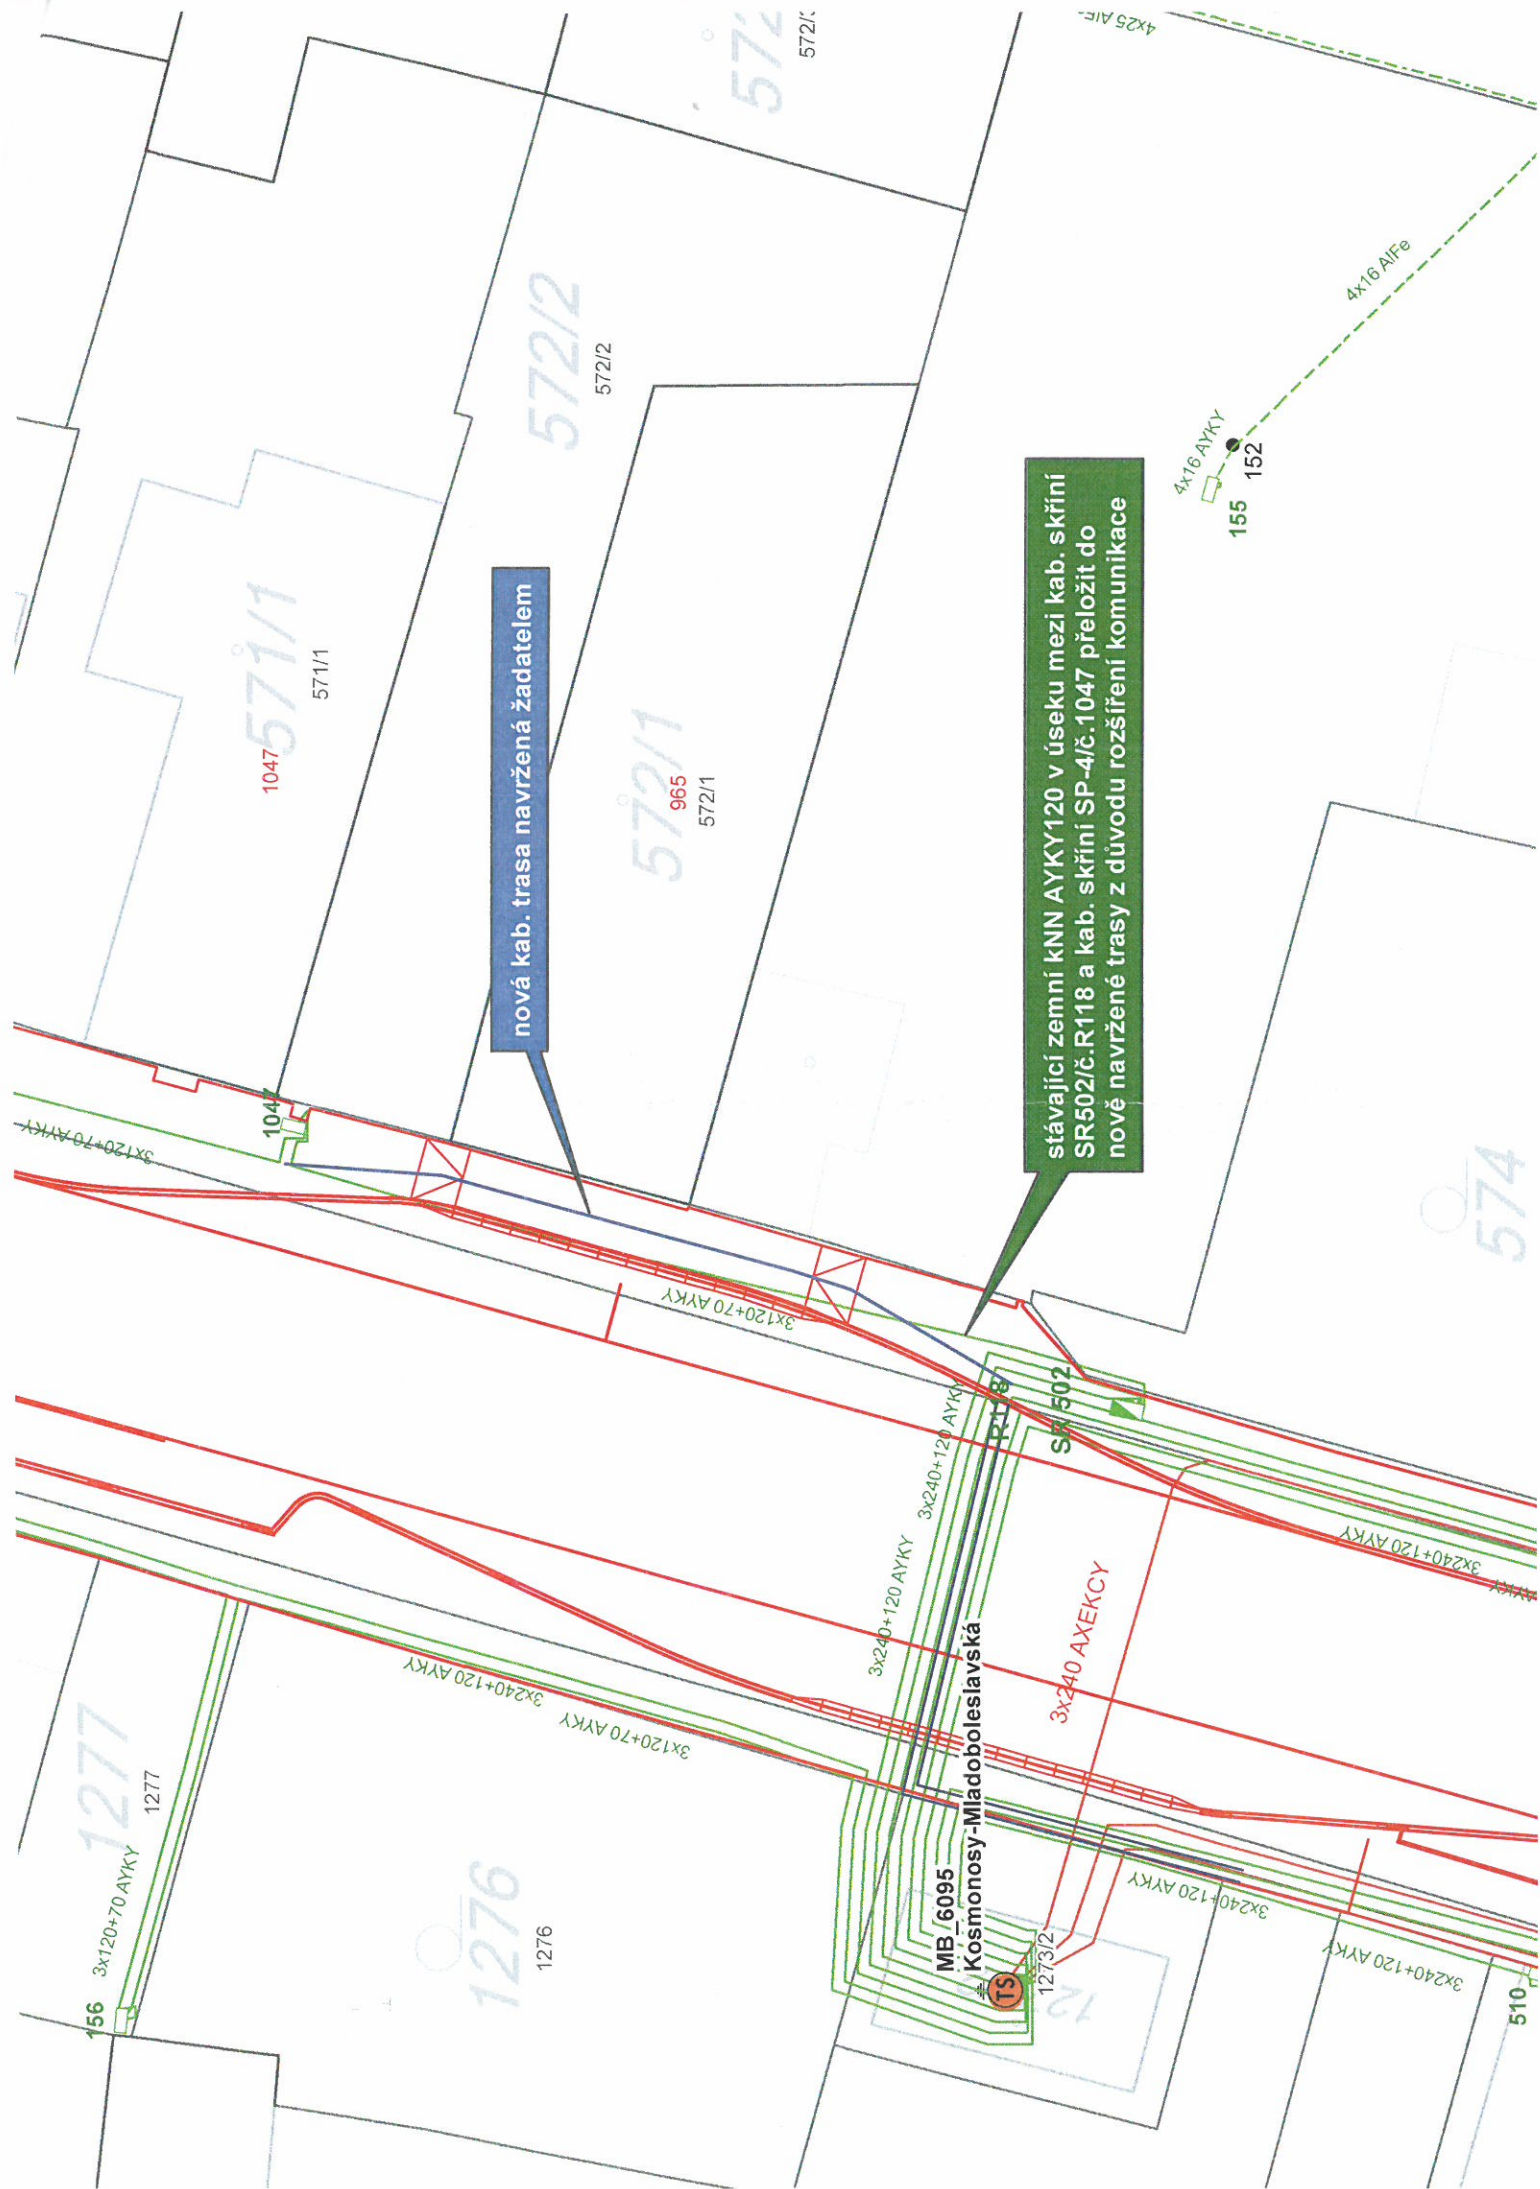 nová kab. trasa navržená žadatelem
stávající zemní kNN AYKY120 v úseku mezi kab. skříní
SR502/č.R118 a kab. skříní SP-4/č.1047 přeložit do
nově navržené trasy z důvodu rozšíření komunikace
156
3x120+70 AYKY
1277
1277
1276
1276
MB_6095
Kosmonosy-Mladoboleslavská
TS
1273/2
510
3x240+120 AYKY
3x120+70 AYKY
3x240+120 AYKY
3x240+120 AYKY
3x240+120 AYKY
3x240+120 AYKY
3x240 AXEKCY
3x240+120 AYKY
AYKY
R118
SR 502
3x120+70 AYKY
3x120+70 AYKY
1047
1047
571/1
571/1
572/1
965
572/1
572/2
572/2
572
572/
574
155
152
4x16 AYKY
4x16 AlFe
4x25 AlFe